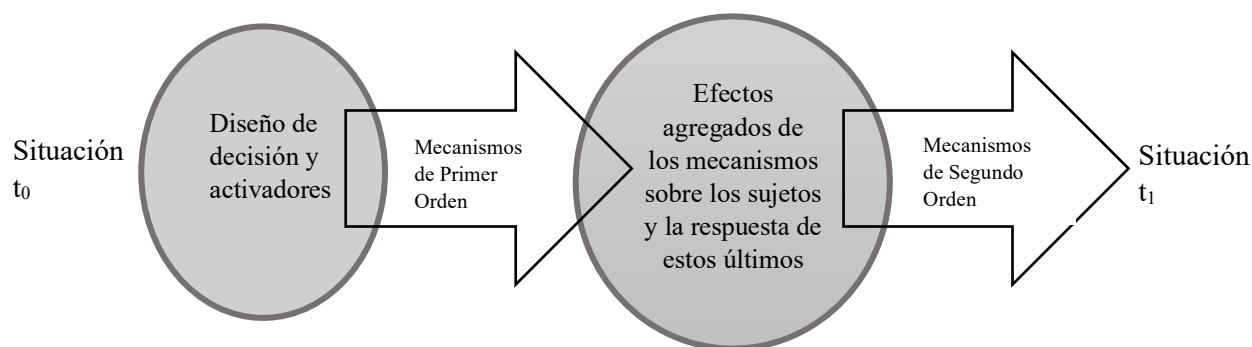 Situación
t0
Diseño de
decisión y
activadores
Mecanismos
de Primer
Orden
Efectos
agregados de
los mecanismos
sobre los sujetos
y la respuesta de
estos últimos
Mecanismos
de Segundo
Orden
Situación
t1